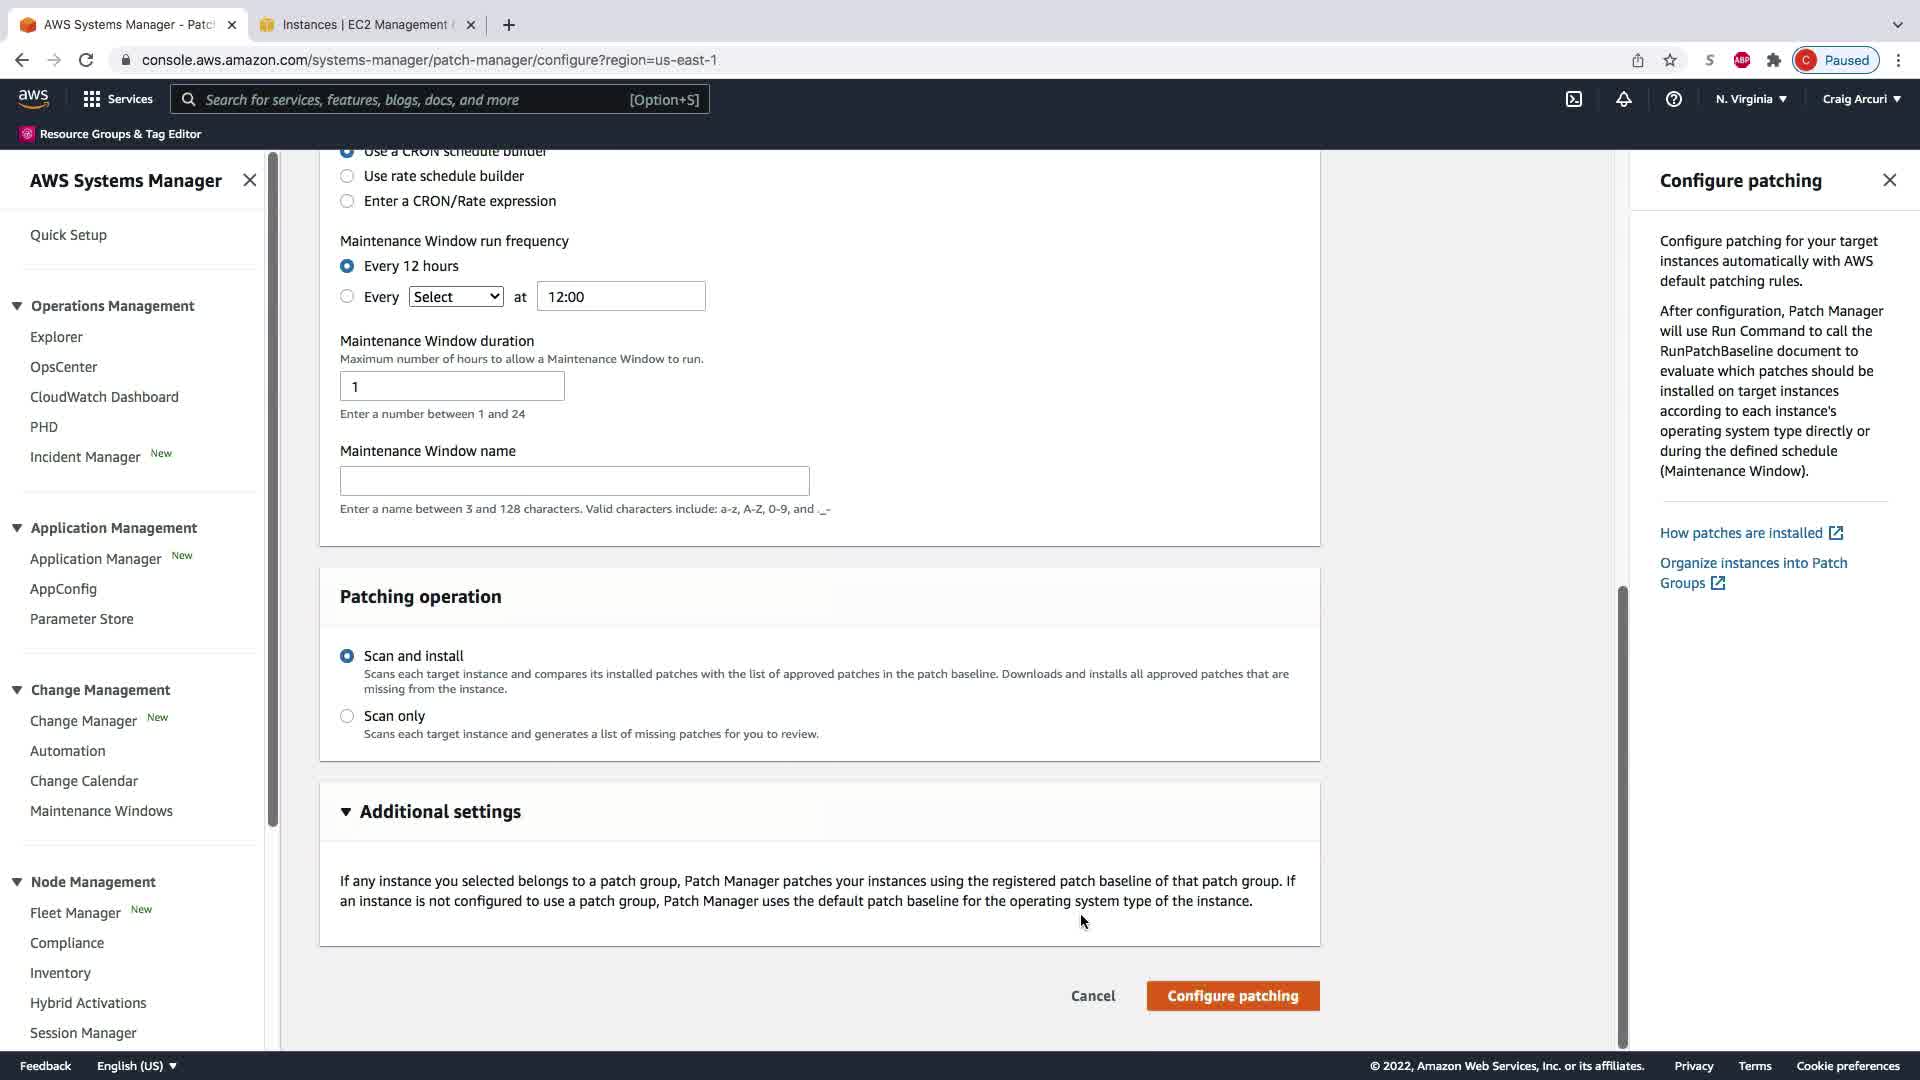 AWS Systems Manager - Patc
Instances | EC2 Management
console.aws.amazon.com/systems-manager/patch-manager/configure?region=us-east-1
S
ABP
C
Paused
aws
Services
Search for services, features, blogs, docs, and more
[Option+S]
N. Virginia
Craig Arcuri
Resource Groups & Tag Editor
AWS Systems Manager
Quick Setup
Operations Management
Explorer
OpsCenter
CloudWatch Dashboard
PHD
Incident Manager New
Application Management
Application Manager New
AppConfig
Parameter Store
Change Management
Change Manager New
Automation
Change Calendar
Maintenance Windows
Node Management
Fleet Manager New
Compliance
Inventory
Hybrid Activations
Session Manager
Use a CRON schedule builder
Use rate schedule builder
Enter a CRON/Rate expression
Maintenance Window run frequency
Every 12 hours
Every Select at 12:00
Maintenance Window duration
Maximum number of hours to allow a Maintenance Window to run.
1
Enter a number between 1 and 24
Maintenance Window name
Enter a name between 3 and 128 characters. Valid characters include: a-z, A-Z, 0-9, and ._-
Patching operation
Scan and install
Scans each target instance and compares its installed patches with the list of approved patches in the patch baseline. Downloads and installs all approved patches that are
missing from the instance.
Scan only
Scans each target instance and generates a list of missing patches for you to review.
Additional settings
If any instance you selected belongs to a patch group, Patch Manager patches your instances using the registered patch baseline of that patch group. If
an instance is not configured to use a patch group, Patch Manager uses the default patch baseline for the operating system type of the instance.
Cancel
Configure patching
Configure patching
Configure patching for your target
instances automatically with AWS
default patching rules.
After configuration, Patch Manager
will use Run Command to call the
RunPatchBaseline document to
evaluate which patches should be
installed on target instances
according to each instance's
operating system type directly or
during the defined schedule
(Maintenance Window).
How patches are installed
Organize instances into Patch
Groups
Feedback
English (US)
© 2022, Amazon Web Services, Inc. or its affiliates.
Privacy
Terms
Cookie preferences